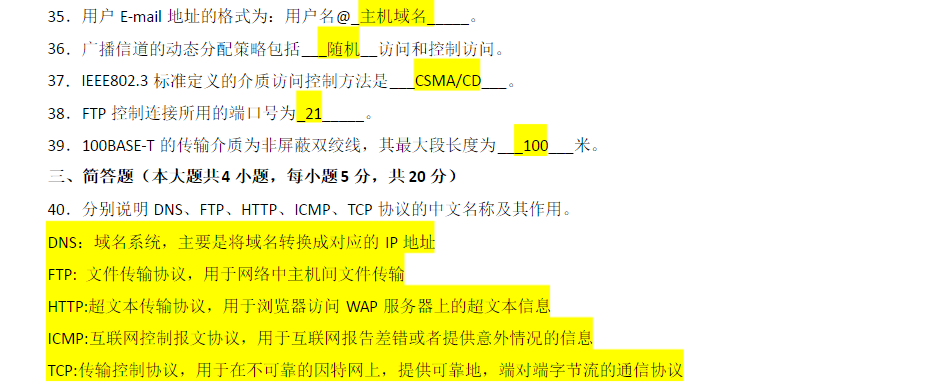 35. 用户 E-mail 地址的格式为：用户名@_主机域名_____。
36. 广播信道的动态分配策略包括___随机__访问和控制访问。
37. IEEE802.3 标准定义的介质访问控制方法是___CSMA/CD___。
38. FTP 控制连接所用的端口号为_21_____。
39. 100BASE-T 的传输介质为非屏蔽双绞线，其最大段长度为___100___米。
三、简答题（本大题共4 小题，每小题5 分，共20 分）
40. 分别说明 DNS、FTP、HTTP、ICMP、TCP 协议的中文名称及其作用。
DNS：域名系统，主要是将域名转换成对应的 IP 地址
FTP: 文件传输协议，用于网络中主机间文件传输
HTTP:超文本传输协议，用于浏览器访问 WAP 服务器上的超文本信息
ICMP:互联网控制报文协议，用于互联网报告差错或者提供意外情况的信息
TCP:传输控制协议，用于在不可靠的因特网上，提供可靠地，端对端字节流的通信协议